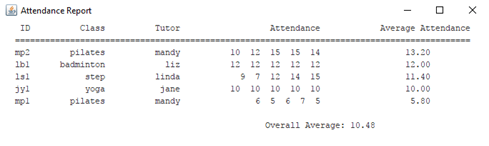 Attendance Report
ID Class Tutor Attendance Average Attendance
================================================================================
mp2 pilates mandy 10 12 15 15 14 13.20
lb1 badminton liz 12 12 12 12 12 12.00
ls1 step linda 9 7 12 14 15 11.40
jy1 yoga jane 10 10 10 10 10 10.00
mp1 pilates mandy 6 5 6 7 5 5.80
Overall Average: 10.48